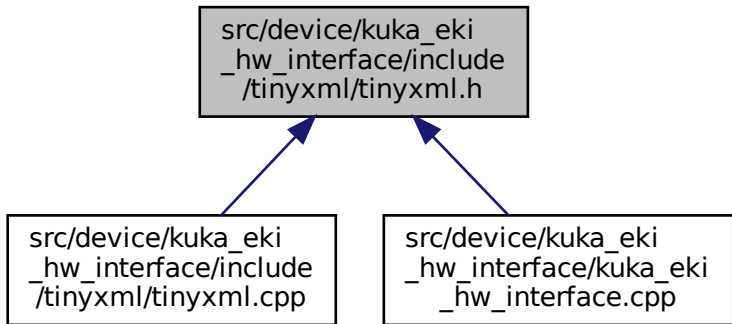 src/device/kuka_eki
_hw_interface/include
/tinyxml/tinyxml.h
src/device/kuka_eki
_hw_interface/include
/tinyxml/tinyxml.cpp
src/device/kuka_eki
_hw_interface/kuka_eki
_hw_interface.cpp